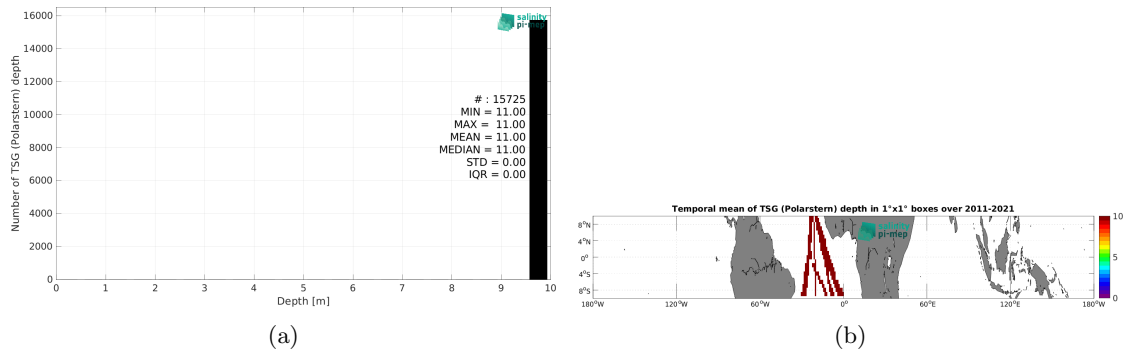 16000
14000
12000
10000
8000
6000
4000
2000
0
Number of TSG (Polarstern) depth
salinity
pi-mep
# : 15725
MIN = 11.00
MAX = 11.00
MEAN = 11.00
MEDIAN = 11.00
STD = 0.00
IQR = 0.00
0 1 2 3 4 5 6 7 8 9 10
Depth [m]
(a)
Temporal mean of TSG (Polarstern) depth in 1°x1° boxes over 2011-2021
salinity
pi-mep
8°N
4°N
0°
4°S
8°S
180°W 120°W 60°W 0° 60°E 120°E 180°W
10
5
0
(b)